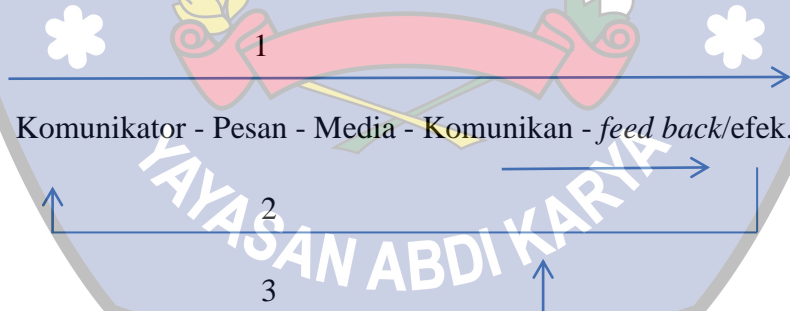 1
Komunikator - Pesan - Media - Komunikan - feed back/efek.
2
YAYASAN ABDI KARYA
3